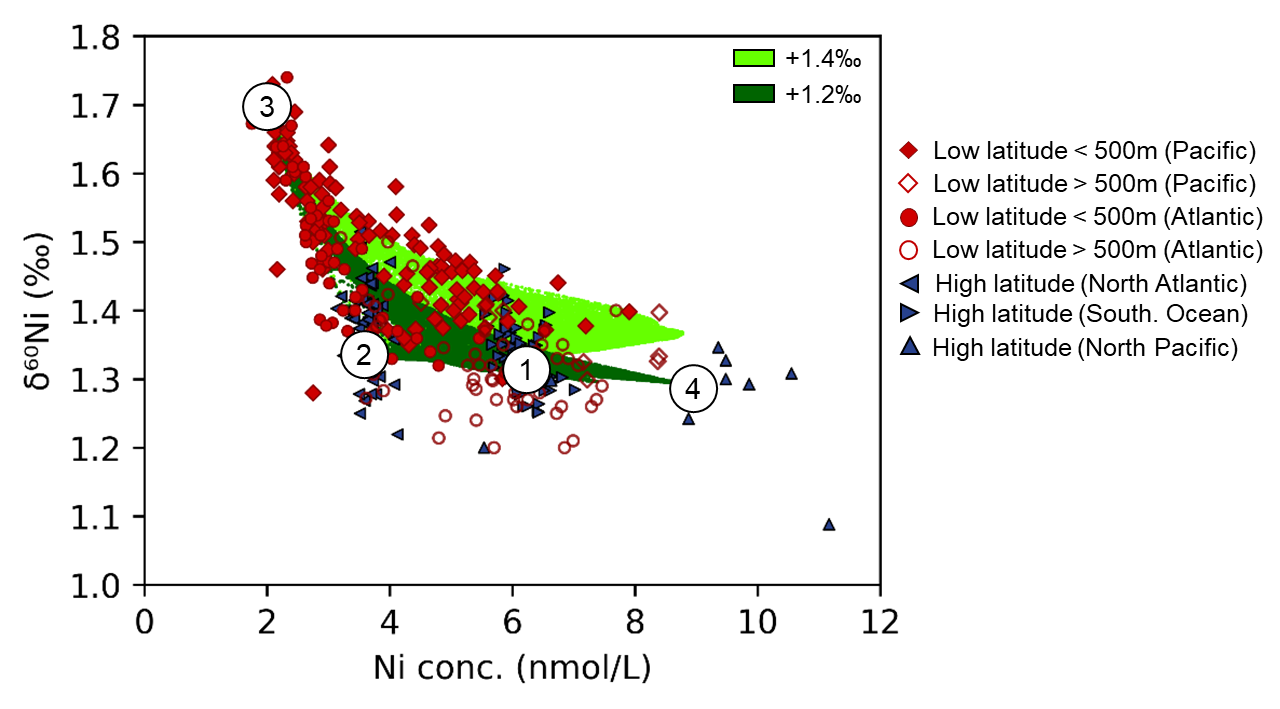 1.8
1.7
1.6
1.5
1.4
1.3
1.2
1.1
1.0
δ⁶⁰Ni (‰)
0
2
4
6
8
10
12
Ni conc. (nmol/L)
3
2
1
4
+1.4‰
+1.2‰
Low latitude < 500m (Pacific)
Low latitude > 500m (Pacific)
Low latitude < 500m (Atlantic)
Low latitude > 500m (Atlantic)
High latitude (North Atlantic)
High latitude (South. Ocean)
High latitude (North Pacific)